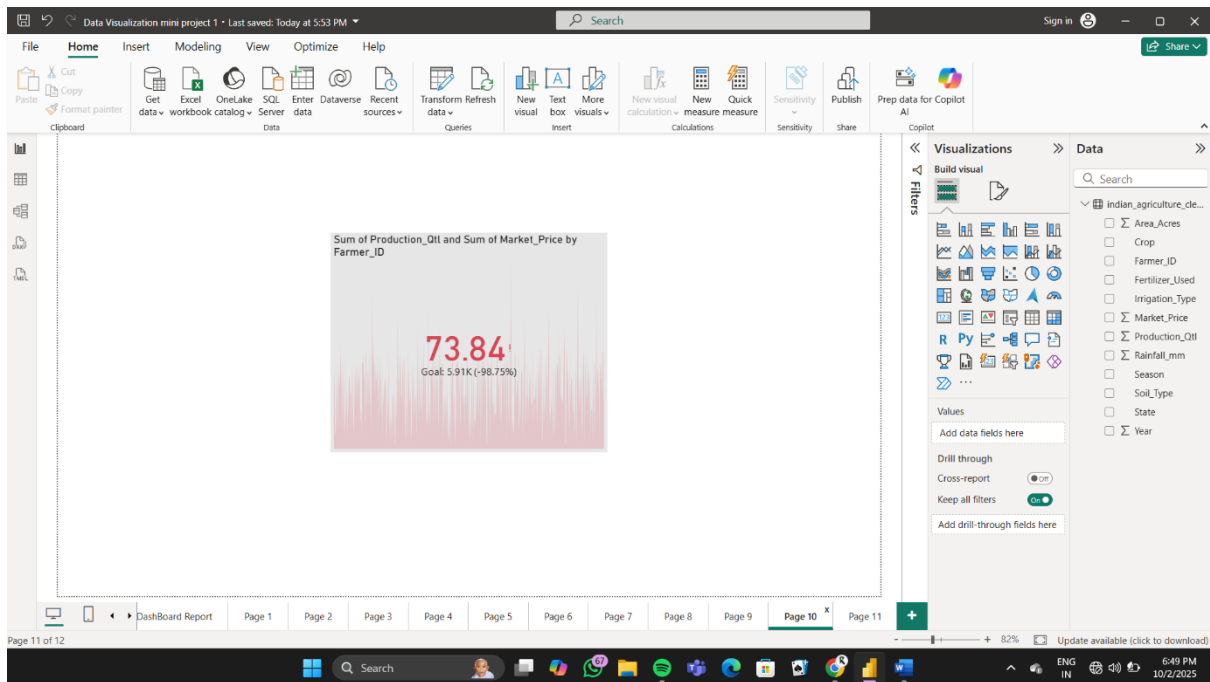 Data Visualization mini project 1 • Last saved: Today at 5:53 PM
Search
Sign in
File Home Insert Modeling View Optimize Help
Share
Paste
Cut
Copy
Format painter
Clipboard
Get data
Excel workbook
OneLake catalog
SQL Server
Enter data
Dataverse
Recent sources
Data
Transform data
Refresh
Queries
New visual
Text box
More visuals
Insert
New visual calculation
New measure
Quick measure
Calculations
Sensitivity
Sensitivity
Publish
Share
Prep data for AI
Copilot
Copilot
Sum of Production_Qtl and Sum of Market_Price by
Farmer_ID
73.84
Goal: 5.91K (-98.75%)
Filters
Visualizations
Build visual
123
R Py
Values
Add data fields here
Drill through
Cross-report Off
Keep all filters On
Add drill-through fields here
Data
Search
indian_agriculture_cle...
Area_Acres
Crop
Farmer_ID
Fertilizer_Used
Irrigation_Type
Market_Price
Production_Qtl
Rainfall_mm
Season
Soil_Type
State
Year
DashBoard Report Page 1 Page 2 Page 3 Page 4 Page 5 Page 6 Page 7 Page 8 Page 9 Page 10 x Page 11 +
Page 11 of 12
- + 82%
Update available (click to download)
Search
67
ENG
IN
6:49 PM
10/2/2025